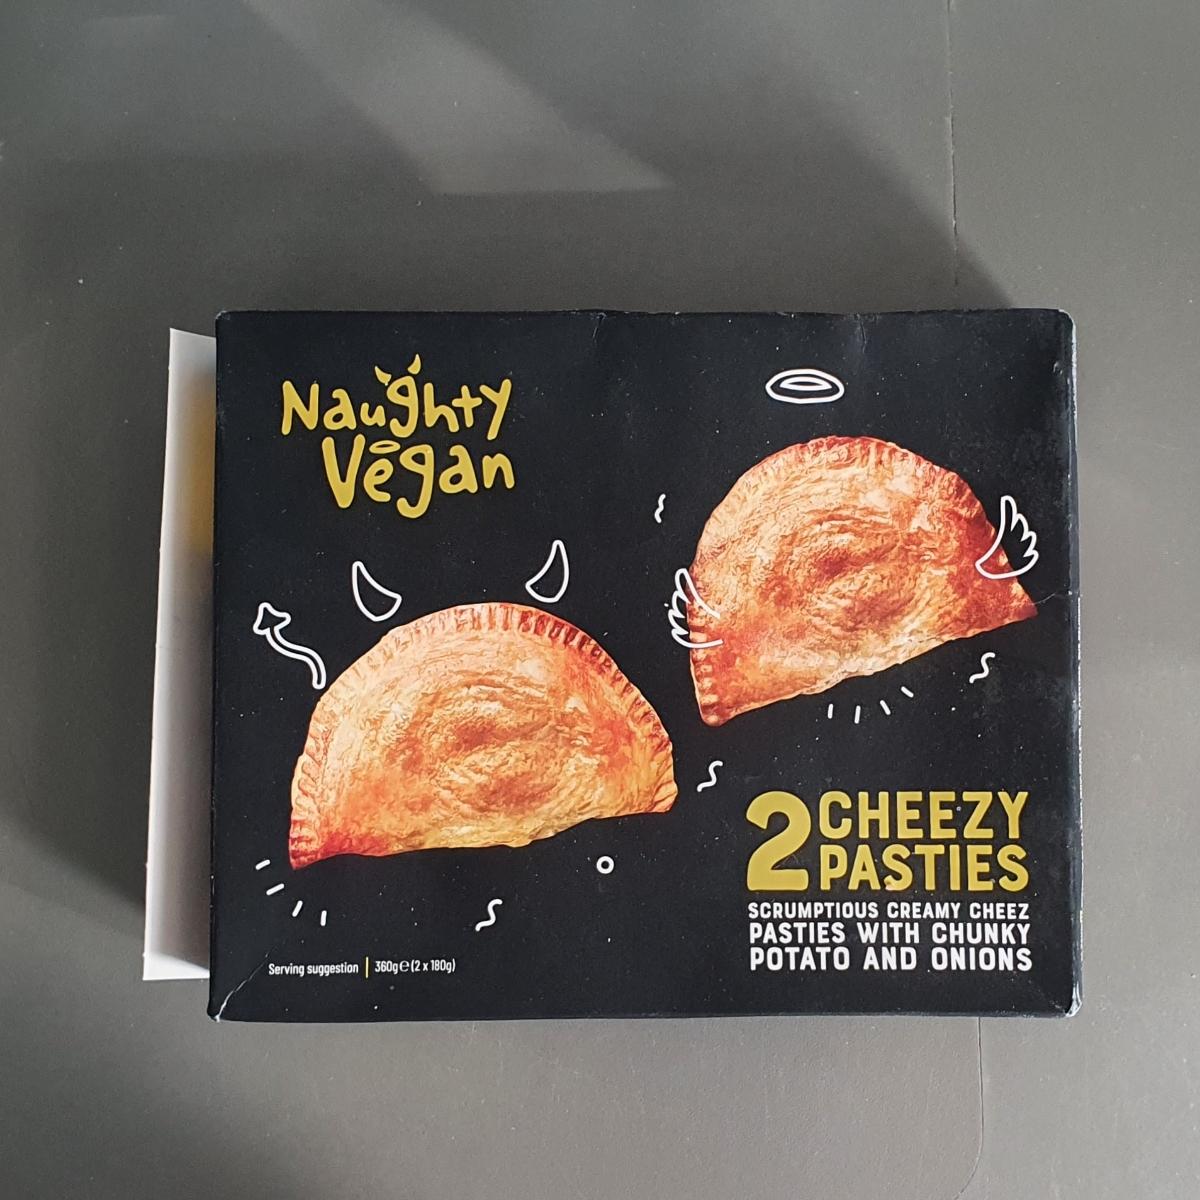 Naughty
Vegan
2 CHEEZY
PASTIES
SCRUMPTIOUS CREAMY CHEEZ
PASTIES WITH CHUNKY
POTATO AND ONIONS
Serving suggestion | 360g ℮ (2 x 180g)